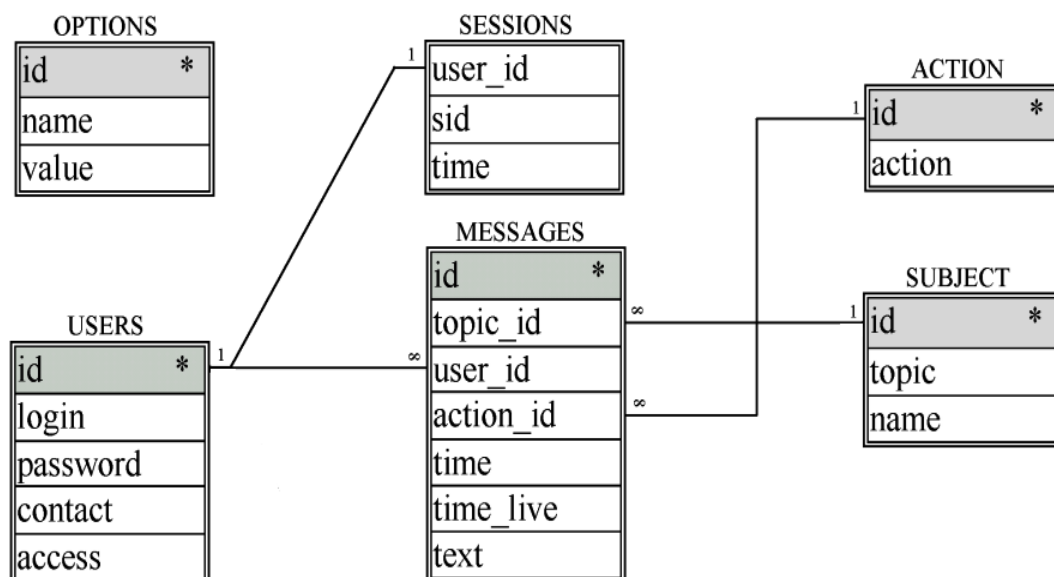 OPTIONS
id *
name
value
SESSIONS
1 user_id
sid
time
ACTION
1 id *
action
USERS
id * 1
login
password
contact
access
MESSAGES
id *
topic_id ∞
∞ user_id
action_id ∞
time
time_live
text
SUBJECT
1 id *
topic
name